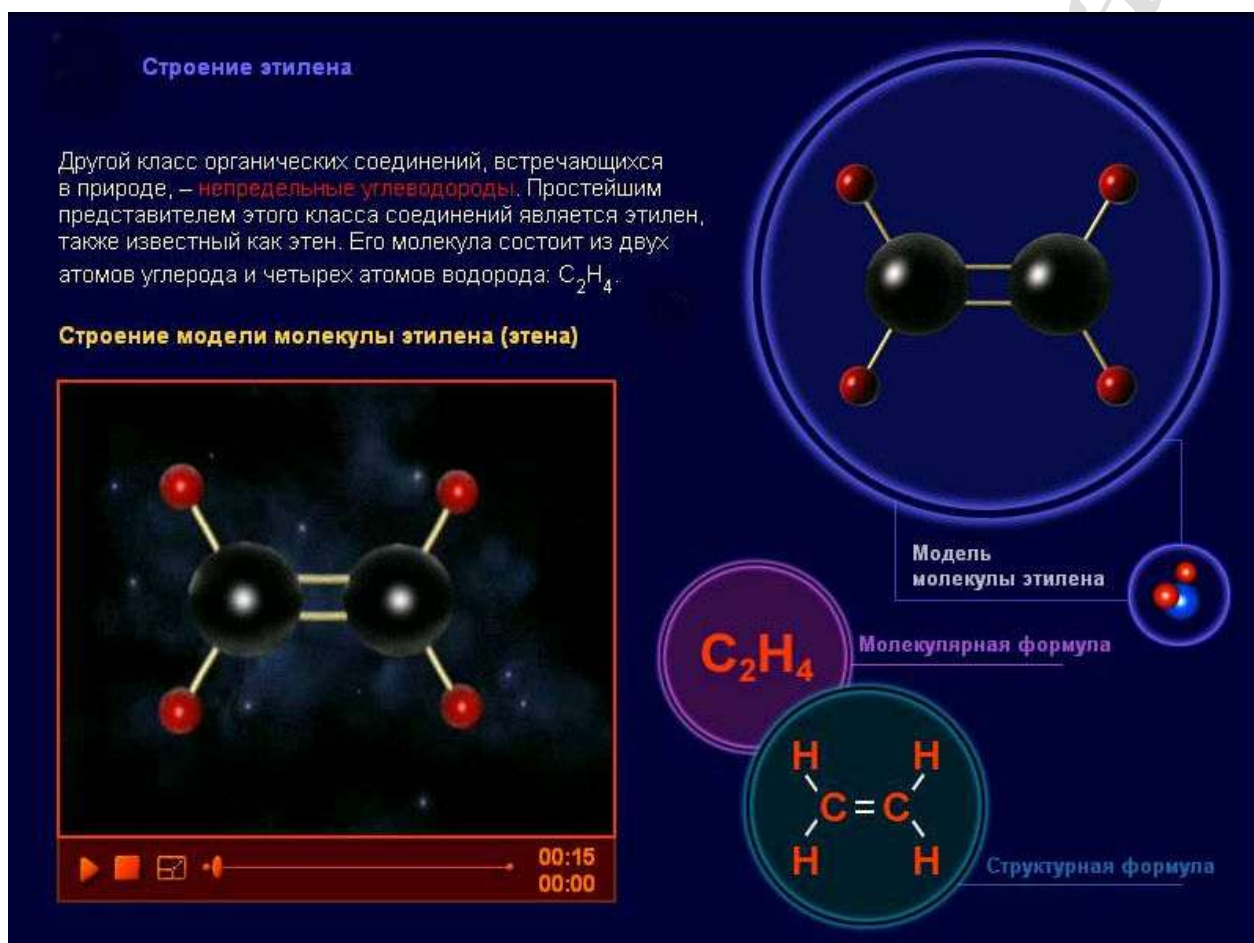 Строение этилена
Другой класс органических соединений, встречающихся
в природе, – непредельные углеводороды. Простейшим
представителем этого класса соединений является этилен,
также известный как этен. Его молекула состоит из двух
атомов углерода и четырех атомов водорода: C₂H₄.
Строение модели молекулы этилена (этена)
00:15
00:00
Модель
молекулы этилена
C₂H₄
Молекулярная формула
H H
C=C
H H
Структурная формула